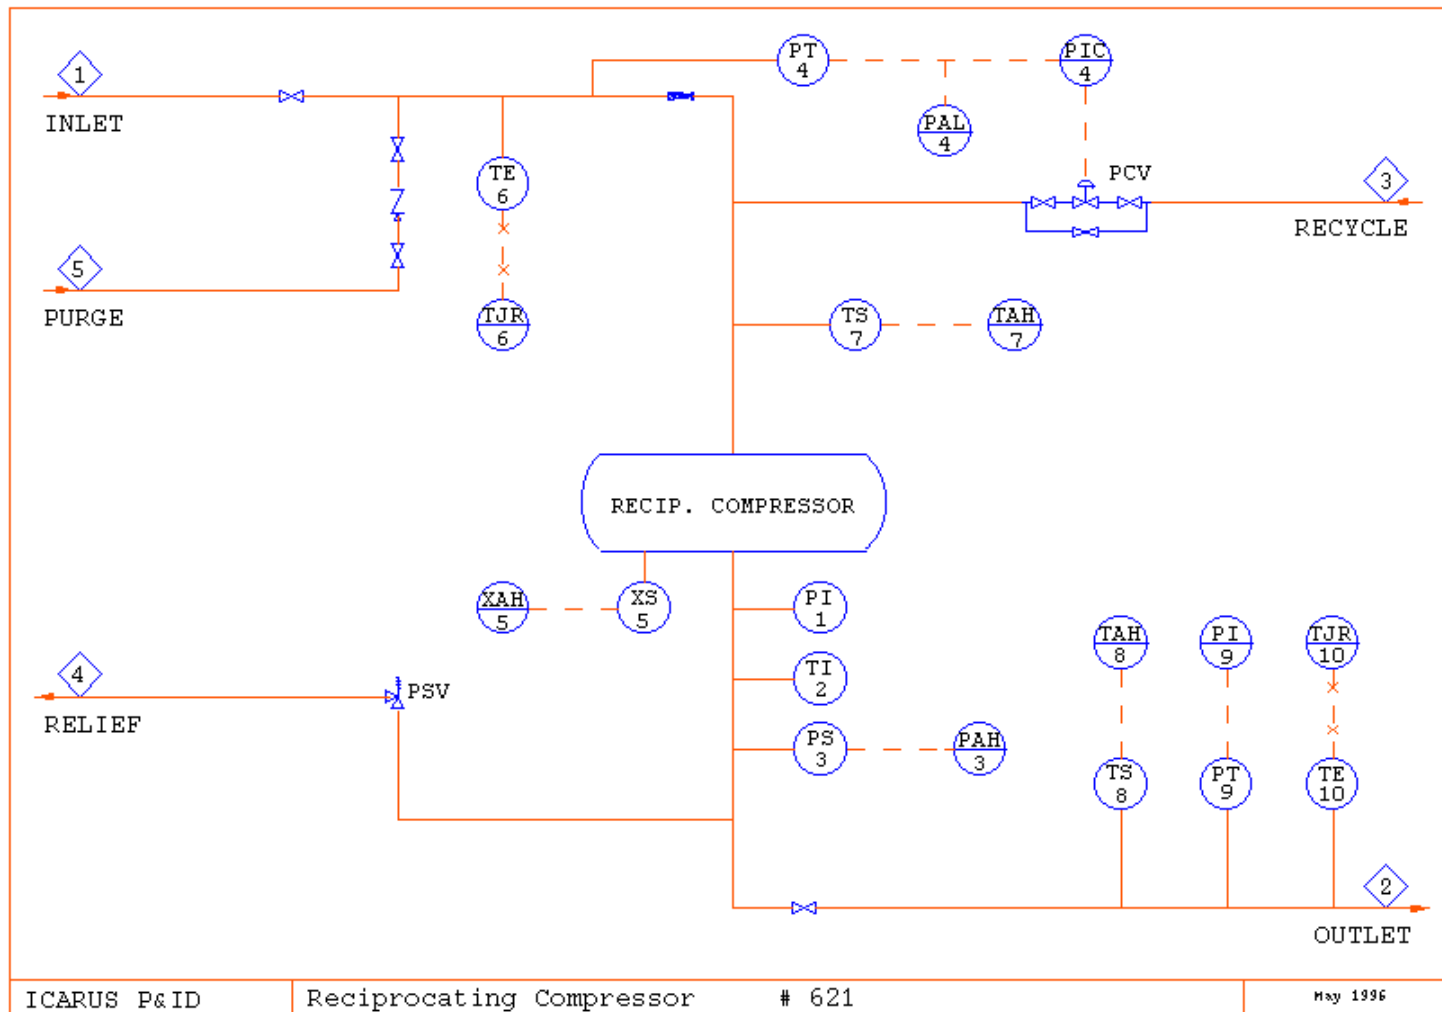 PT
4
PIC
4
1
INLET
PAL
4
PCV
3
RECYCLE
TE
6
5
PURGE
TJR
6
TS
7
TAH
7
RECIP. COMPRESSOR
XAH
5
XS
5
PI
1
TI
2
PS
3
PAH
3
TAH
8
PI
9
TJR
10
4
PSV
RELIEF
TS
8
PT
9
TE
10
2
OUTLET
ICARUS P&ID
Reciprocating Compressor # 621
May 1996